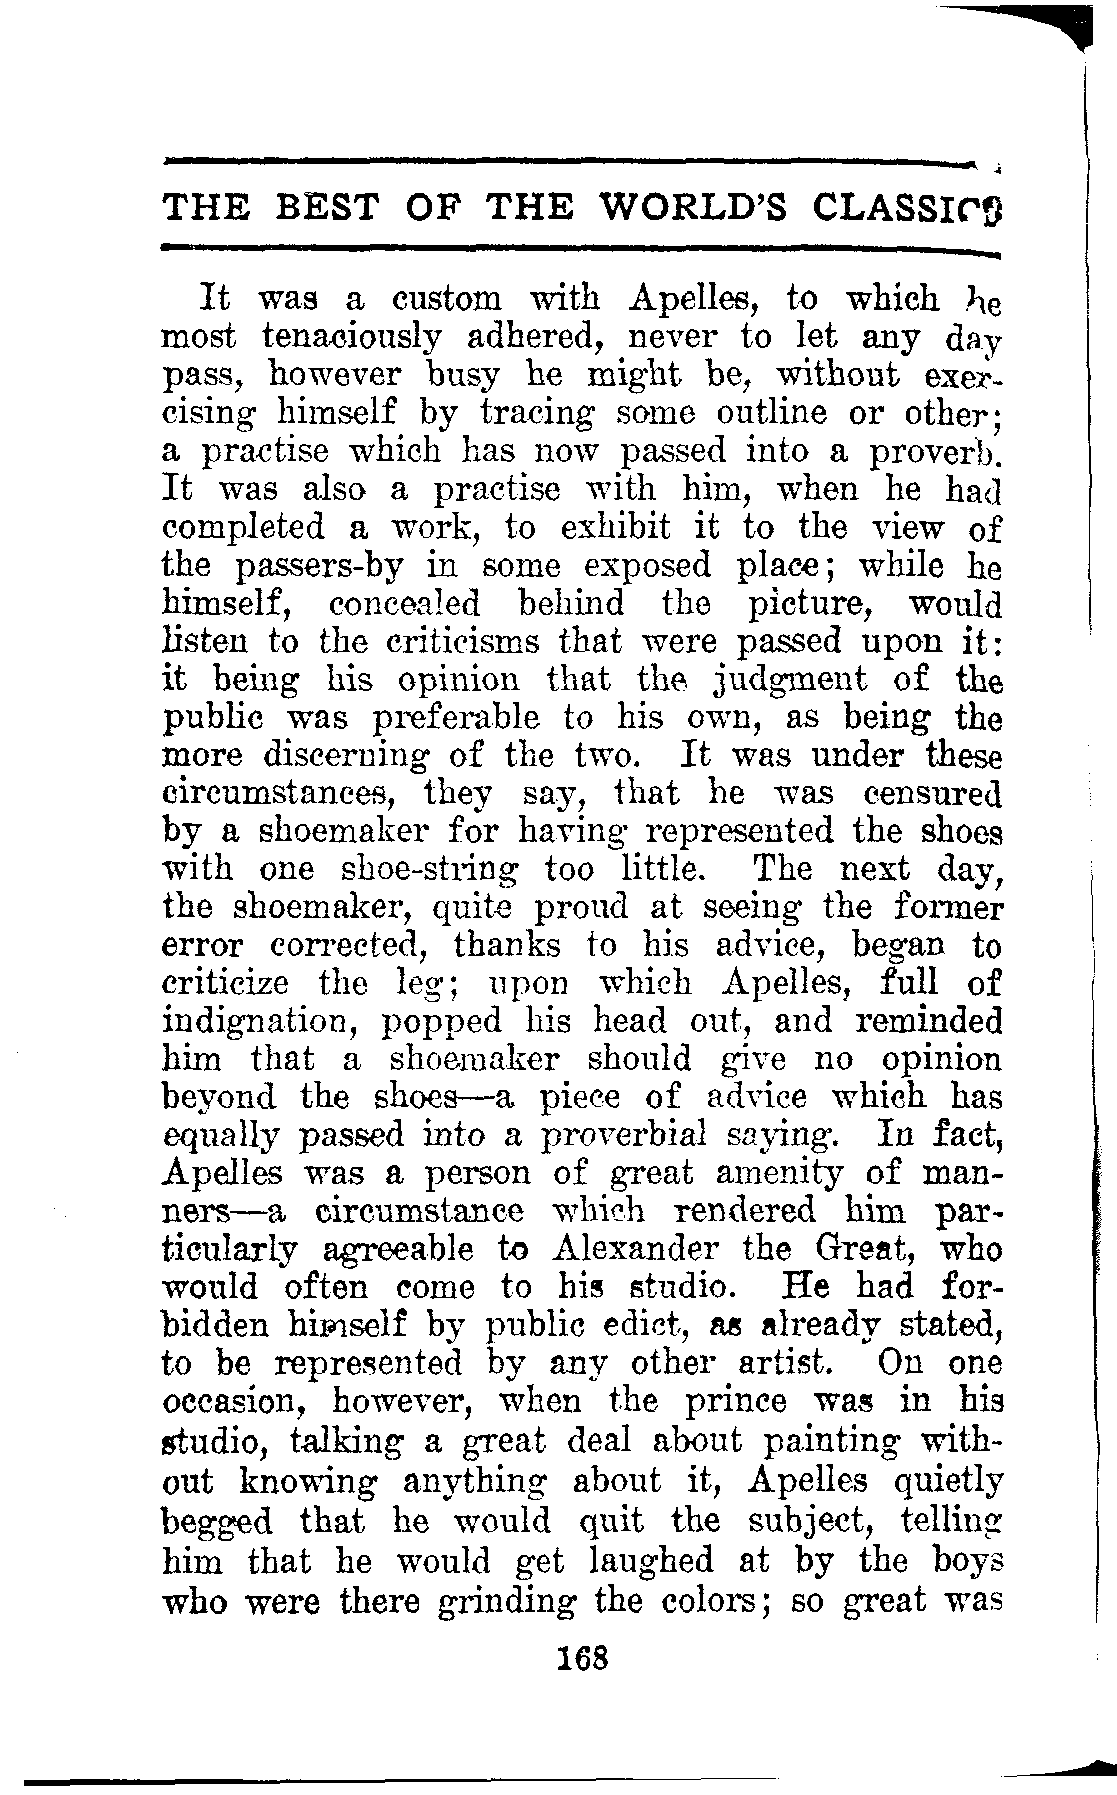 THE BEST OF THE WORLD'S CLASSICS
It was a custom with Apelles, to which he
most tenaciously adhered, never to let any day
pass, however busy he might be, without exer-
cising himself by tracing some outline or other;
a practise which has now passed into a proverb.
It was also a practise with him, when he had
completed a work, to exhibit it to the view of
the passers-by in some exposed place; while he
himself, concealed behind the picture, would
listen to the criticisms that were passed upon it:
it being his opinion that the judgment of the
public was preferable to his own, as being the
more discerning of the two. It was under these
circumstances, they say, that he was censured
by a shoemaker for having represented the shoes
with one shoe-string too little. The next day,
the shoemaker, quite proud at seeing the former
error corrected, thanks to his advice, began to
criticize the leg; upon which Apelles, full of
indignation, popped his head out, and reminded
him that a shoemaker should give no opinion
beyond the shoes—a piece of advice which has
equally passed into a proverbial saying. In fact,
Apelles was a person of great amenity of man-
ners—a circumstance which rendered him par-
ticularly agreeable to Alexander the Great, who
would often come to his studio. He had for-
bidden himself by public edict, as already stated,
to be represented by any other artist. On one
occasion, however, when the prince was in his
studio, talking a great deal about painting with-
out knowing anything about it, Apelles quietly
begged that he would quit the subject, telling
him that he would get laughed at by the boys
who were there grinding the colors; so great was
168